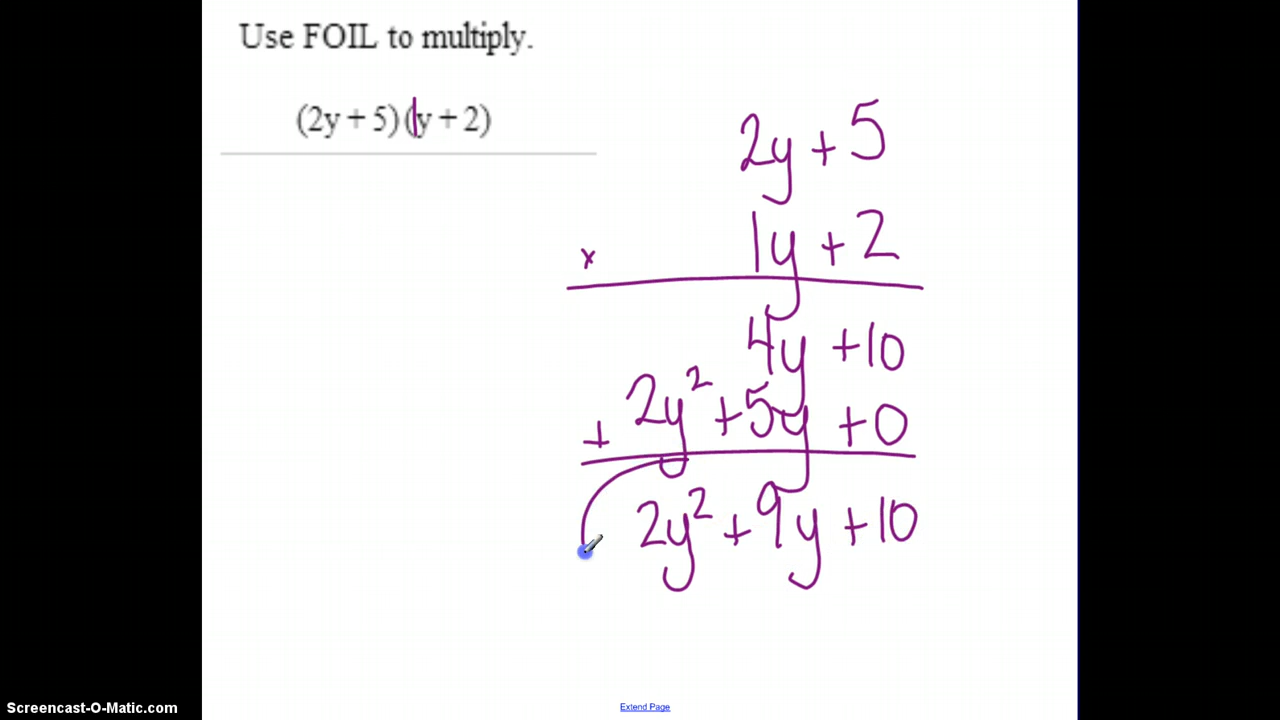 Use FOIL to multiply.
(2y + 5)(1y + 2)
2y + 5
x 1y + 2
4y + 10
+ 2y² + 5y + 0
2y² + 9y + 10
Screencast-O-Matic.com
Extend Page